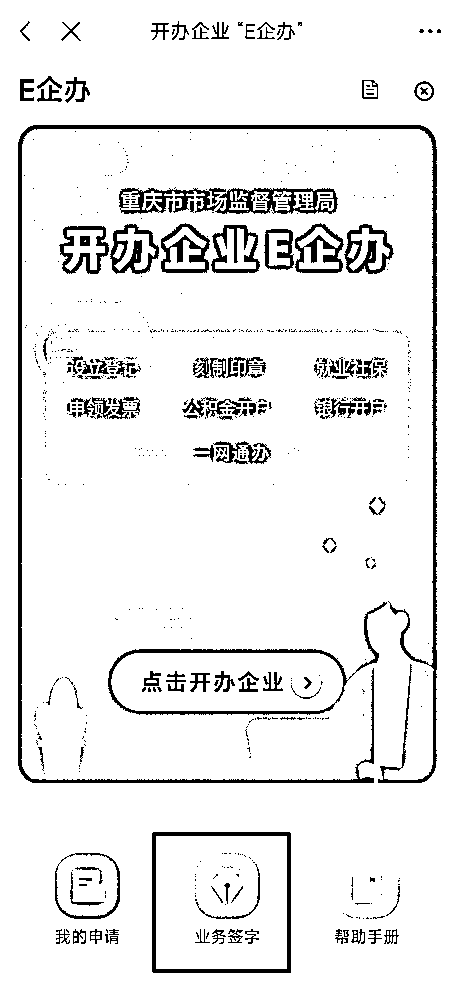 开办企业“E企办”
E企办
重庆市市场监督管理局
开办企业E企办
设立登记 刻制印章 就业社保
申领发票 公积金开户 银行开户
一网通办
点击开办企业
我的申请 业务签字 帮助手册